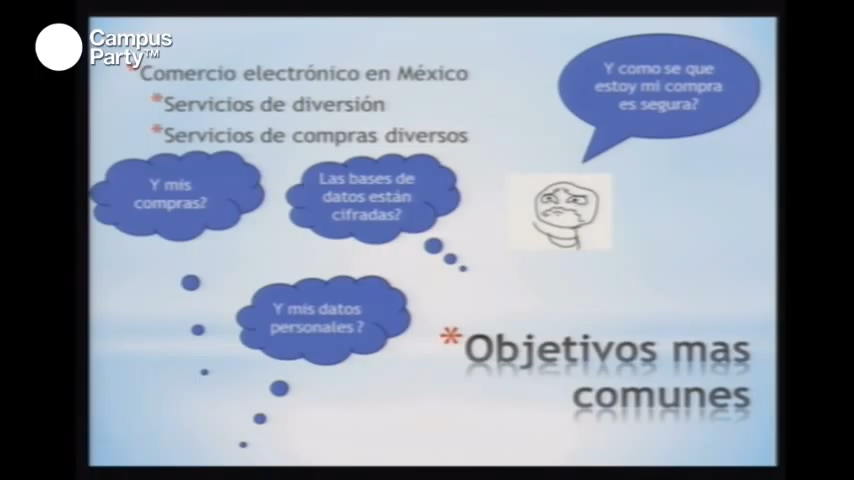 Campus
Party™
*Comercio electrónico en México
*Servicios de diversión
*Servicios de compras diversos
Y como se que
estoy mi compra
es segura?
Y mis
compras?
Las bases de
datos están
cifradas?
Y mis datos
personales ?
*Objetivos mas
comunes